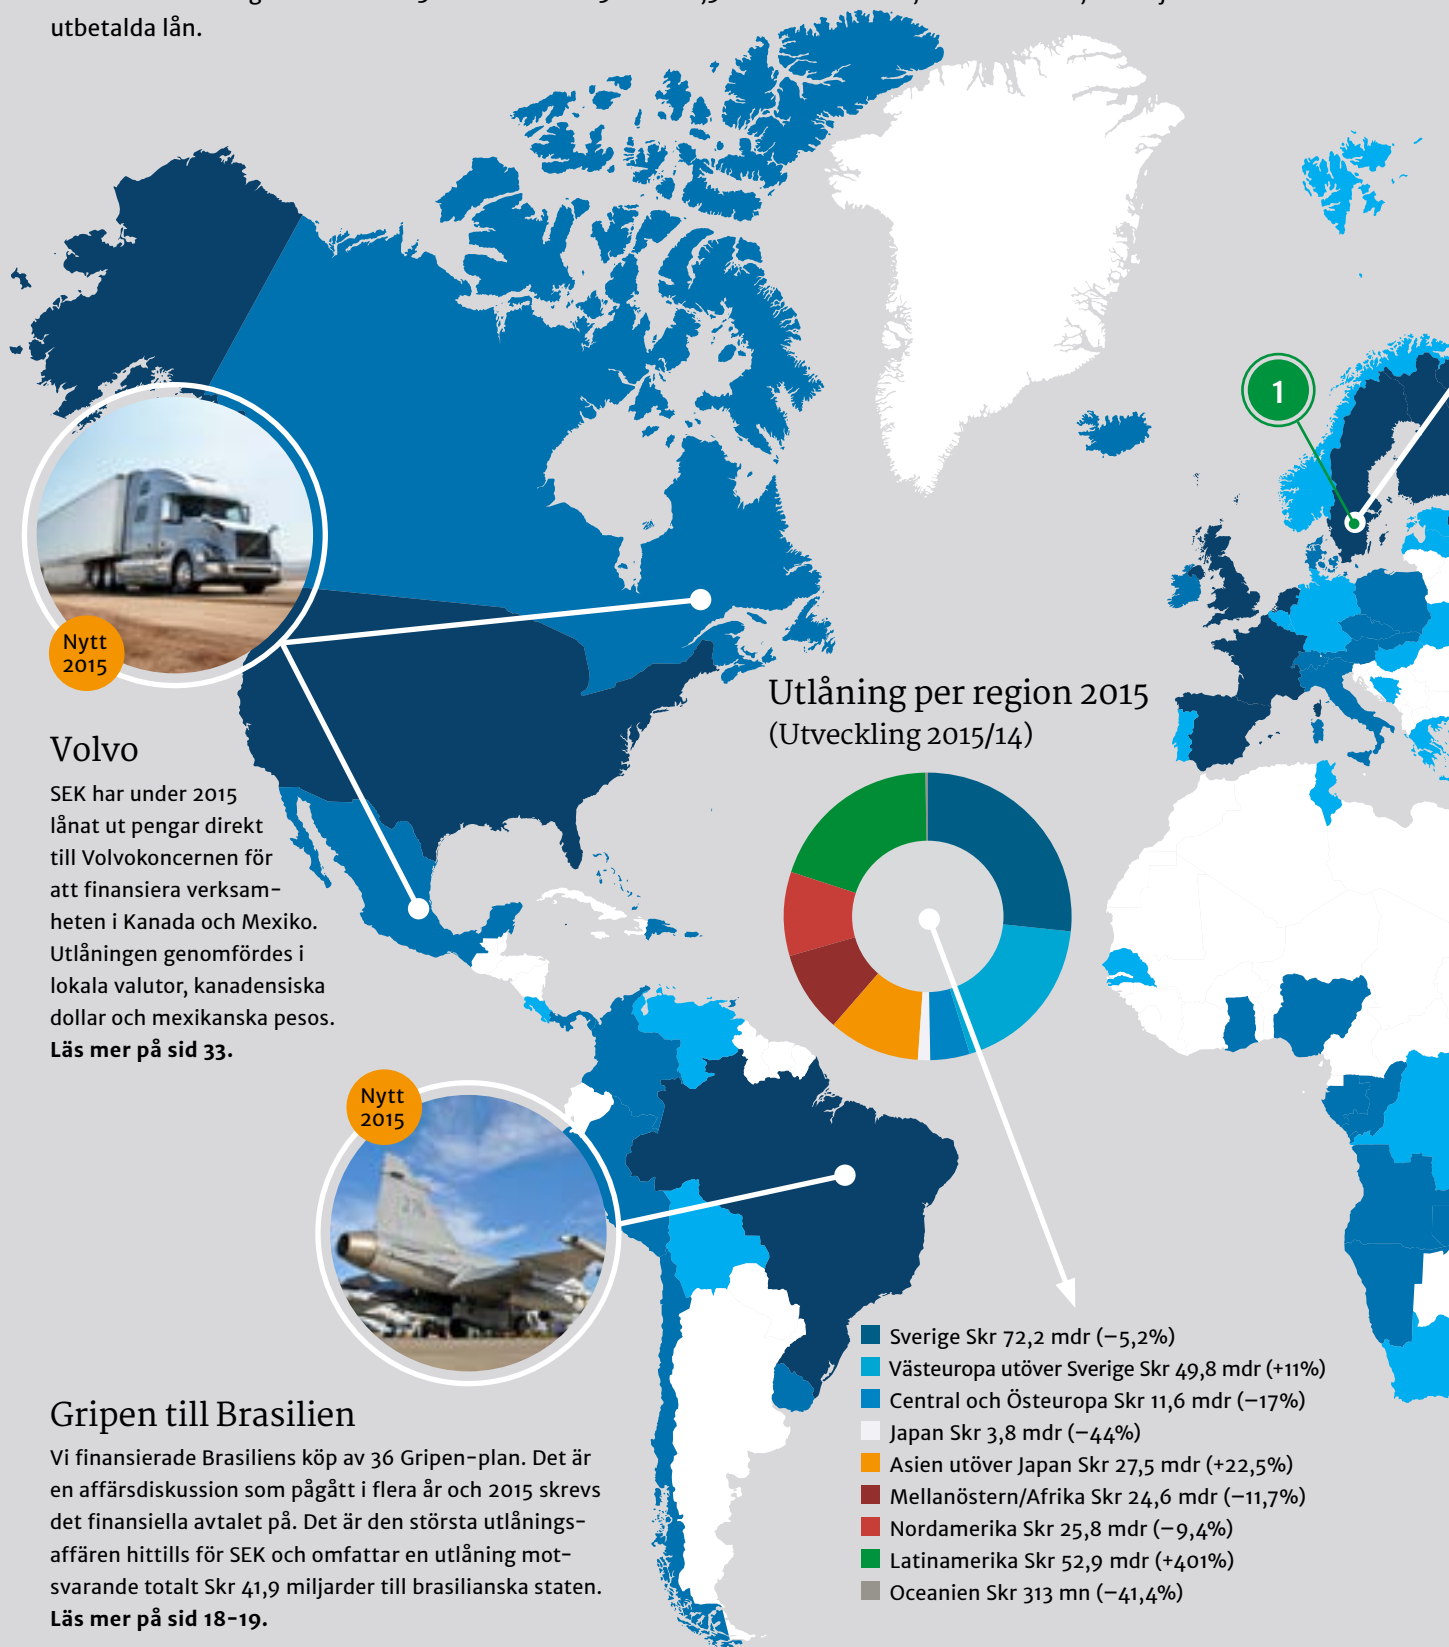 utbetalda lån.
1
Nytt
2015
Volvo
SEK har under 2015
lånat ut pengar direkt
till Volvokoncernen för
att finansiera verksam-
heten i Kanada och Mexiko.
Utlåningen genomfördes i
lokala valutor, kanadensiska
dollar och mexikanska pesos.
Läs mer på sid 33.
Utlåning per region 2015
(Utveckling 2015/14)
Nytt
2015
Gripen till Brasilien
Vi finansierade Brasiliens köp av 36 Gripen-plan. Det är
en affärsdiskussion som pågått i flera år och 2015 skrevs
det finansiella avtalet på. Det är den största utlånings-
affären hittills för SEK och omfattar en utlåning mot-
svarande totalt Skr 41,9 miljarder till brasilianska staten.
Läs mer på sid 18-19.
Sverige Skr 72,2 mdr (–5,2%)
Västeuropa utöver Sverige Skr 49,8 mdr (+11%)
Central och Östeuropa Skr 11,6 mdr (–17%)
Japan Skr 3,8 mdr (–44%)
Asien utöver Japan Skr 27,5 mdr (+22,5%)
Mellanöstern/Afrika Skr 24,6 mdr (–11,7%)
Nordamerika Skr 25,8 mdr (–9,4%)
Latinamerika Skr 52,9 mdr (+401%)
Oceanien Skr 313 mn (–41,4%)